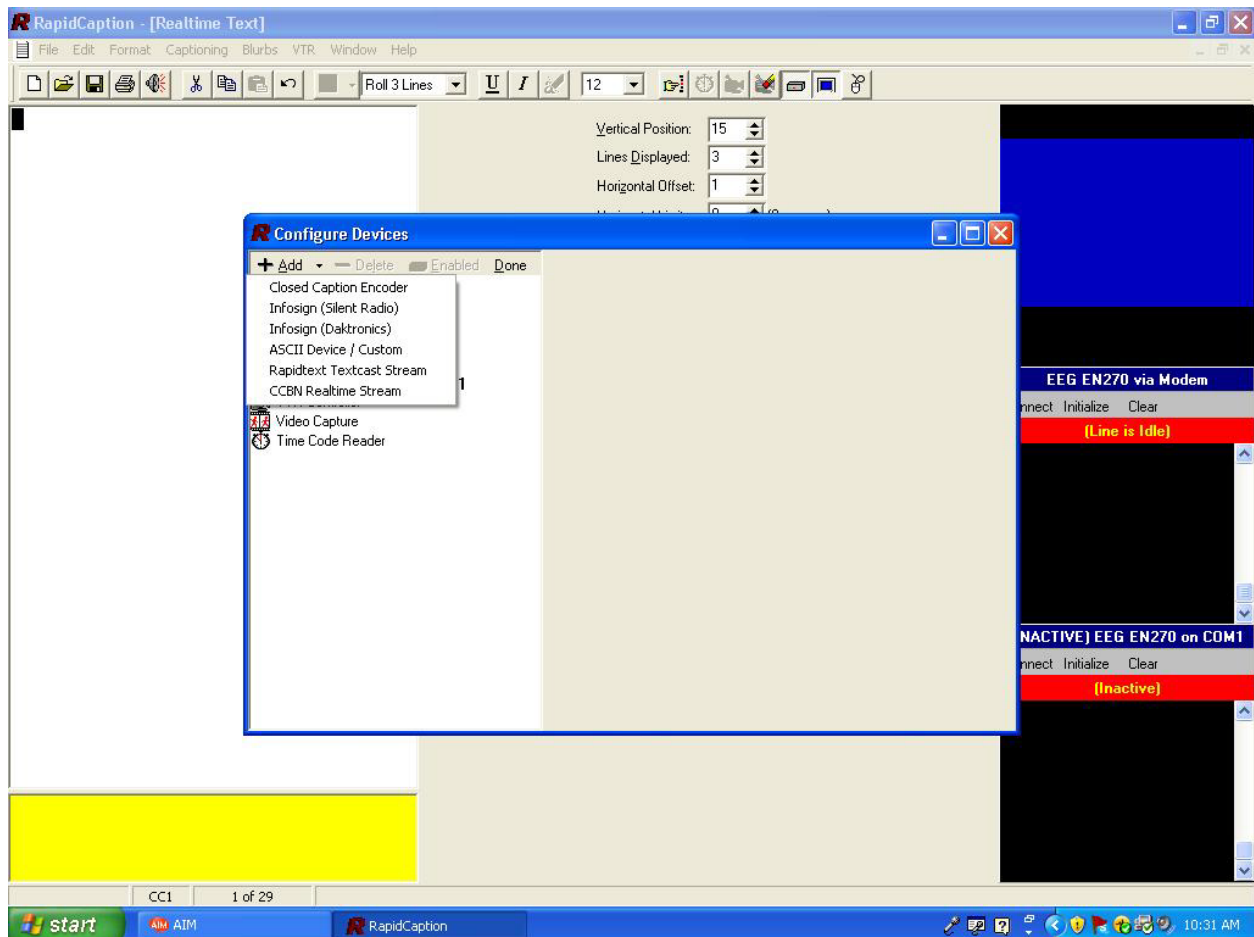 RapidCaption - [Realtime Text]
File Edit Format Captioning Blurbs VTR Window Help
Roll 3 Lines U I 12
Vertical Position: 15
Lines Displayed: 3
Horizontal Offset: 1
Configure Devices
Add Delete Enabled Done
Closed Caption Encoder
Infosign (Silent Radio)
Infosign (Daktronics)
ASCII Device / Custom
Rapidtext Textcast Stream
CCBN Realtime Stream
1
Video Capture
Time Code Reader
EEG EN270 via Modem
nnect Initialize Clear
(Line is Idle)
NACTIVE) EEG EN270 on COM1
nnect Initialize Clear
(Inactive)
CC1 1 of 29
start AIM RapidCaption 10:31 AM